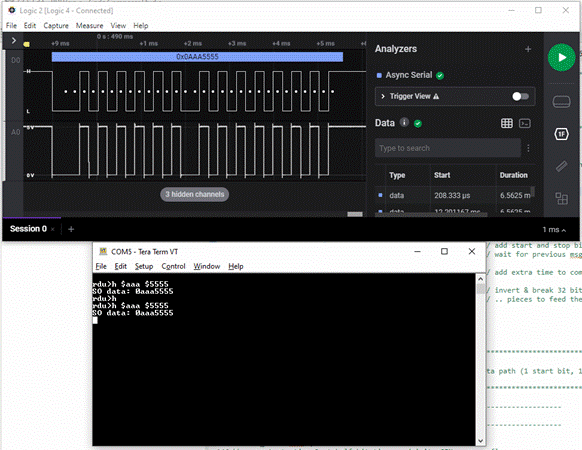 Logic 2 [Logic 4 - Connected]
File Edit Capture Measure View Help
0 s : 490 ms
+9 ms +1 ms +2 ms +3 ms +4 ms +5 ms
D0
0x0AAA5555
H
L
A0
5 V
0 V
3 hidden channels
Session 0
1 ms
Analyzers
Async Serial
Trigger View
Data
Type to search
Type Start Duration
data 208.333 µs 6.5625 m
data 12.201167 ms 6.5625 m
1F
COM5 - Tera Term VT
File Edit Setup Control Window Help
rdu>h $aaa $5555
SO data: 0aaa5555
rdu>h
rdu>h $aaa $5555
SO data: 0aaa5555
/ add start and stop bi
/ wait for previous msg
/ add extra time to com
/ invert & break 32 bit
/ .. pieces to feed the
ta path (1 start bit, 1